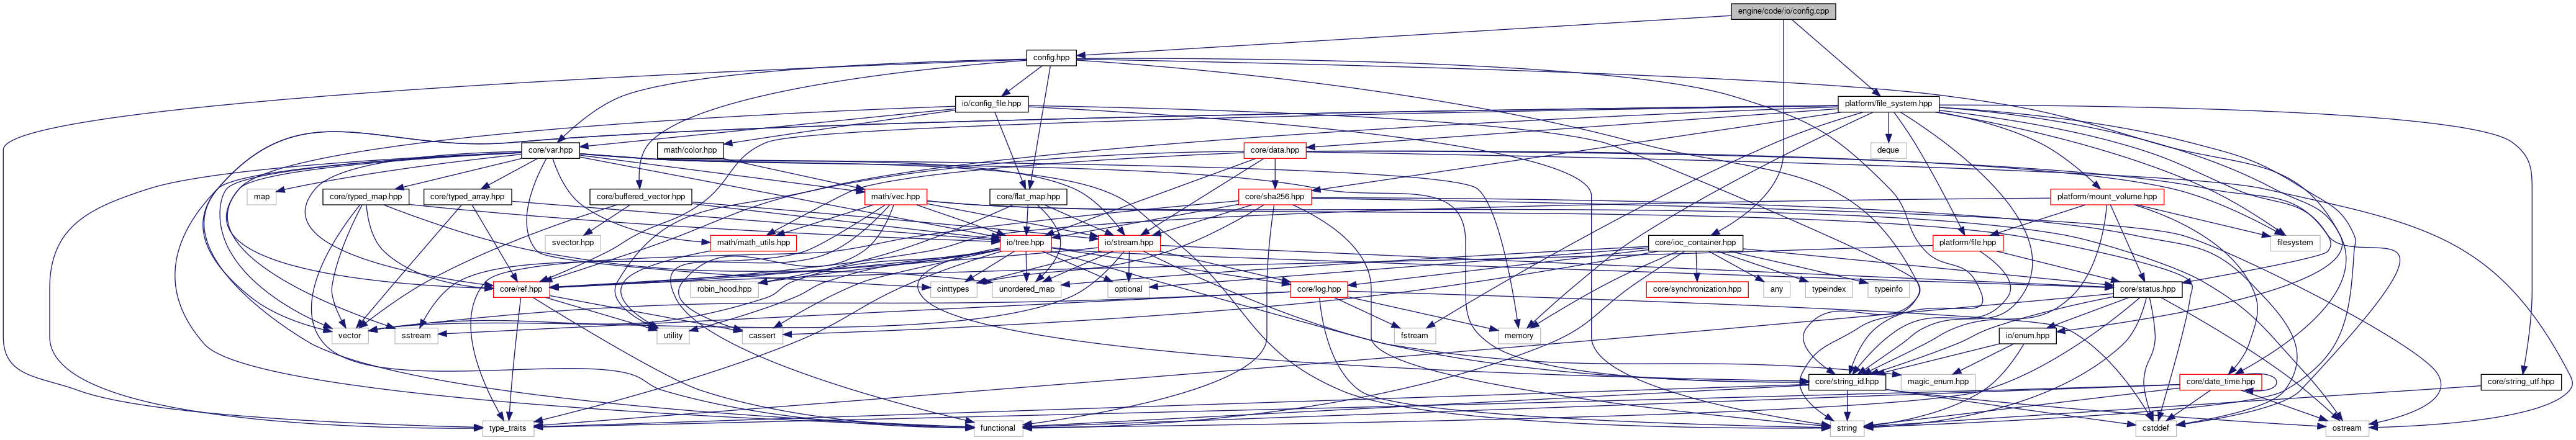 engine/code/io/config.cpp
config.hpp
io/config_file.hpp
platform/file_system.hpp
core/var.hpp
math/color.hpp
core/data.hpp
deque
map
core/typed_map.hpp
core/typed_array.hpp
core/buffered_vector.hpp
math/vec.hpp
core/flat_map.hpp
core/sha256.hpp
platform/mount_volume.hpp
svector.hpp
math/math_utils.hpp
io/tree.hpp
io/stream.hpp
core/ioc_container.hpp
platform/file.hpp
filesystem
core/ref.hpp
robin_hood.hpp
cinttypes
unordered_map
optional
core/log.hpp
core/synchronization.hpp
any
typeindex
typeinfo
core/status.hpp
vector
sstream
utility
cassert
fstream
memory
io/enum.hpp
core/string_id.hpp
magic_enum.hpp
core/date_time.hpp
core/string_utf.hpp
type_traits
functional
string
cstddef
ostream